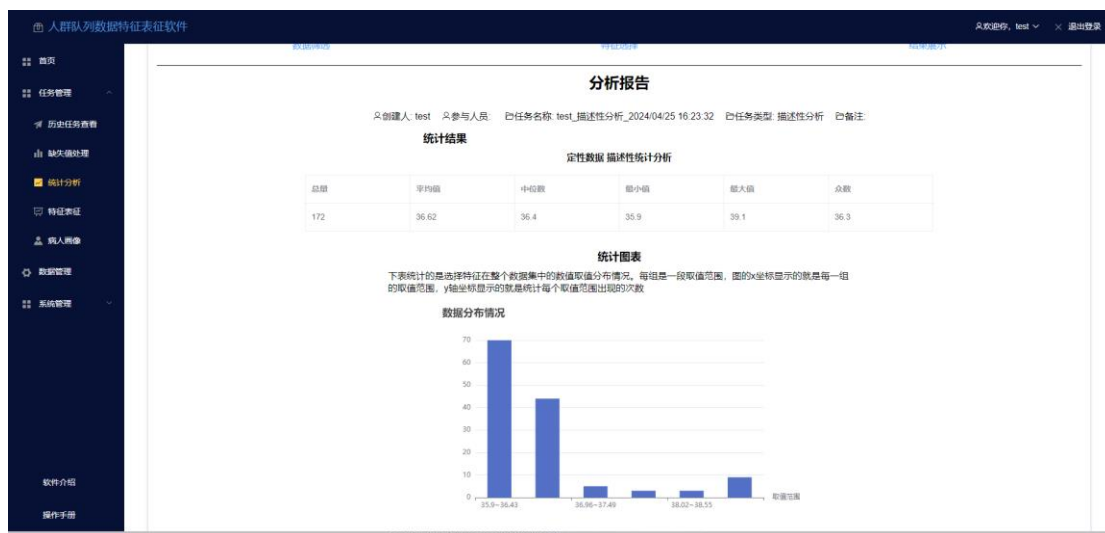 人群队列数据特征表征软件
欢迎你, test
退出登录
数据筛选
特征选择
结果展示
首页
任务管理
历史任务查看
缺失值处理
统计分析
特征表征
病人画像
数据管理
系统管理
软件介绍
操作手册
分析报告
创建人: test 参与人员: 任务名称: test_描述性分析_2024/04/25 16:23:32 任务类型: 描述性分析 备注:
统计结果
定性数据 描述性统计分析
总量 平均值 中位数 最小值 最大值 众数
172 36.62 36.4 35.9 39.1 36.3
统计图表
下表统计的是选择特征在整个数据集中的数值取值分布情况。每组是一段取值范围，图的x坐标显示的就是每一组
的取值范围，y轴坐标显示的就是统计每个取值范围出现的次数
数据分布情况
70
60
50
40
30
20
10
0
35.9~36.43 36.96~37.49 38.02~38.55 取值范围